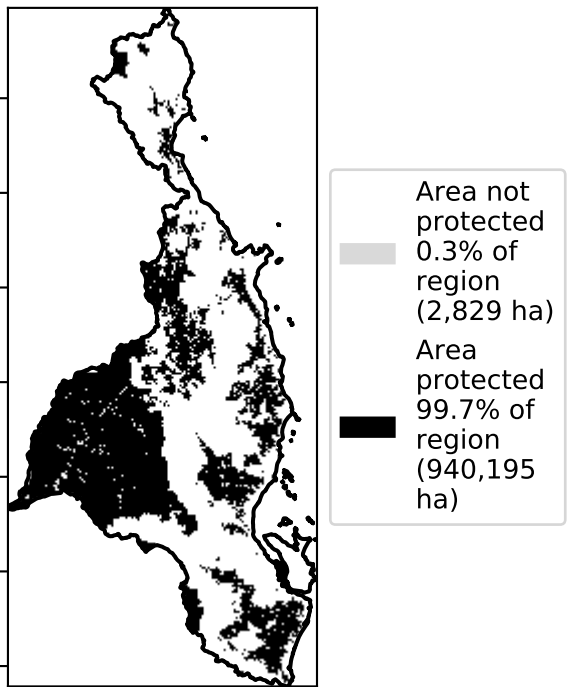 Area not
protected
0.3% of
region
(2,829 ha)
Area
protected
99.7% of
region
(940,195
ha)